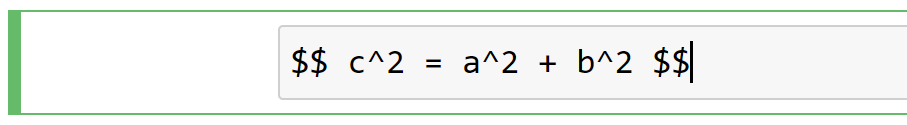 $$ c^2 = a^2 + b^2 $$